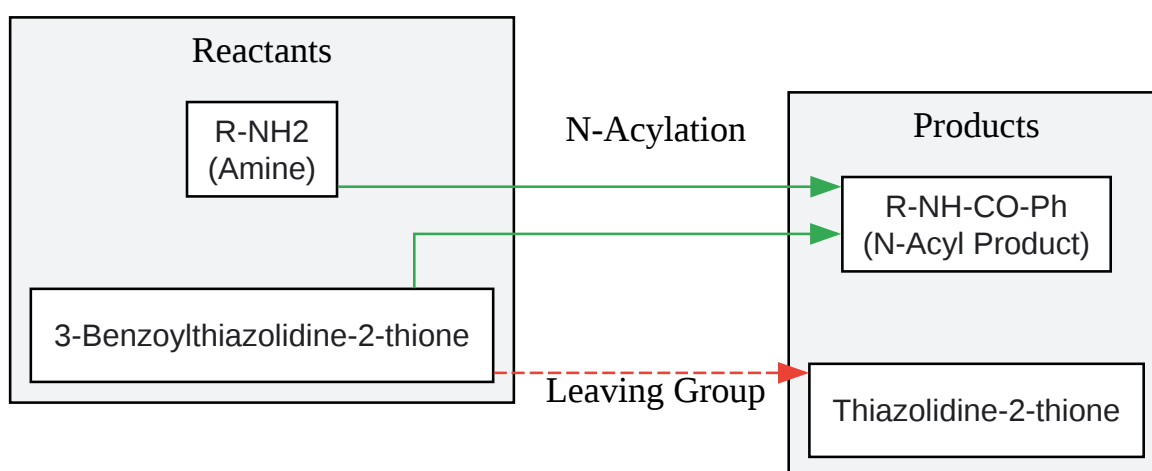 Reactants
R-NH2
(Amine)
3-Benzoylthiazolidine-2-thione
N-Acylation
Leaving Group
Products
R-NH-CO-Ph
(N-Acyl Product)
Thiazolidine-2-thione